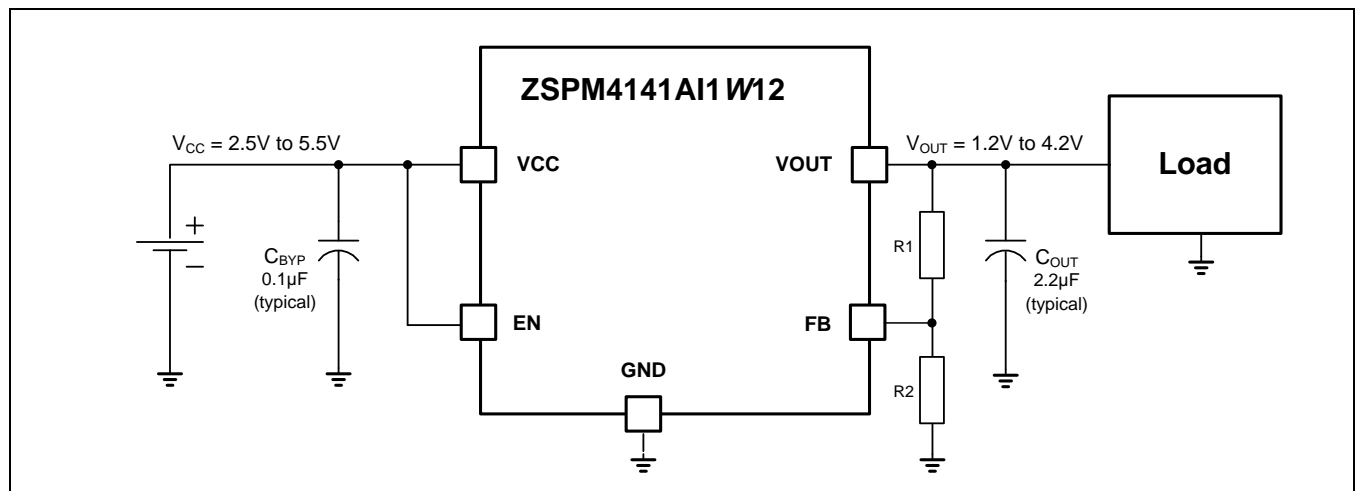 ZSPM4141AI1W12
VCC = 2.5V to 5.5V
VCC
VOUT
VOUT = 1.2V to 4.2V
Load
+
–
CBYP
0.1µF
(typical)
R1
COUT
2.2µF
(typical)
EN
FB
GND
R2